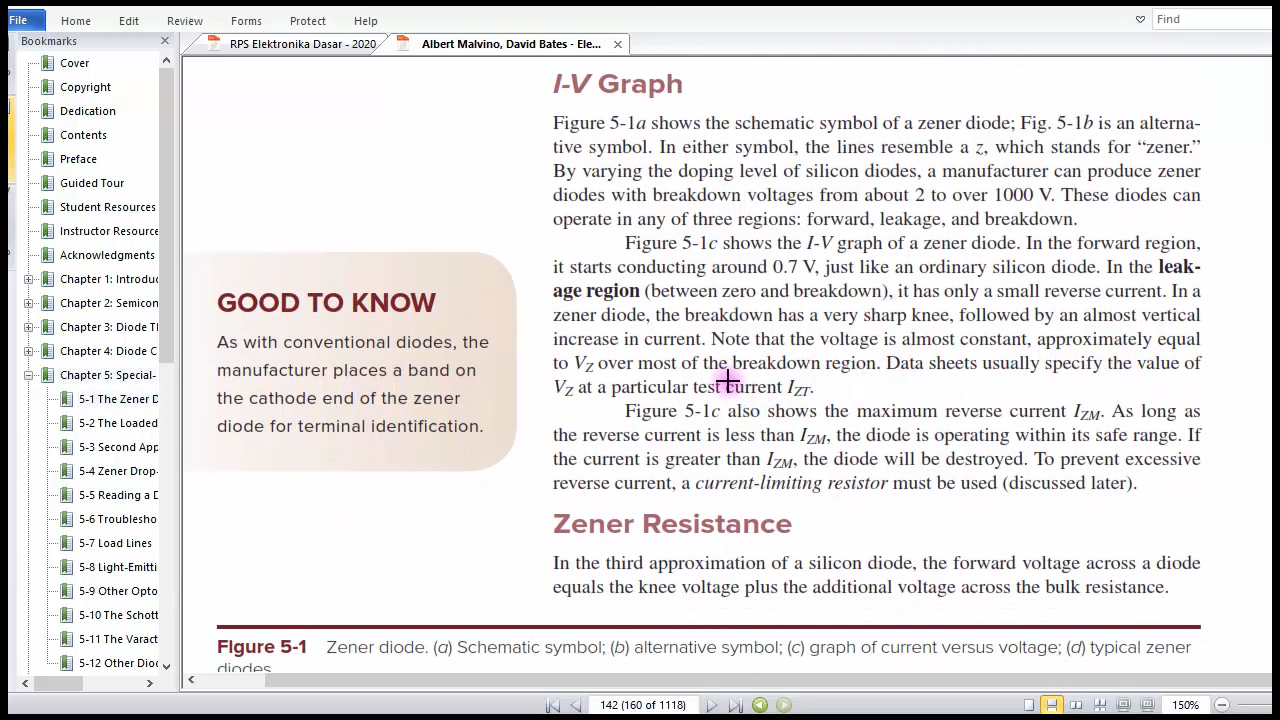 File Home Edit Review Forms Protect Help Find
Bookmarks
RPS Elektronika Dasar - 2020
Albert Malvino, David Bates - Ele...
Cover
Copyright
Dedication
Contents
Preface
Guided Tour
Student Resources
Instructor Resource
Acknowledgments
Chapter 1: Introduc
Chapter 2: Semicon
Chapter 3: Diode T
Chapter 4: Diode C
Chapter 5: Special-
5-1 The Zener D
5-2 The Loaded
5-3 Second App
5-4 Zener Drop-
5-5 Reading a D
5-6 Troublesho
5-7 Load Lines
5-8 Light-Emitti
5-9 Other Opto
5-10 The Schott
5-11 The Varact
5-12 Other Dioc
GOOD TO KNOW
As with conventional diodes, the
manufacturer places a band on
the cathode end of the zener
diode for terminal identification.
I-V Graph
Figure 5-1a shows the schematic symbol of a zener diode; Fig. 5-1b is an alterna-
tive symbol. In either symbol, the lines resemble a z, which stands for “zener.”
By varying the doping level of silicon diodes, a manufacturer can produce zener
diodes with breakdown voltages from about 2 to over 1000 V. These diodes can
operate in any of three regions: forward, leakage, and breakdown.
Figure 5-1c shows the I-V graph of a zener diode. In the forward region,
it starts conducting around 0.7 V, just like an ordinary silicon diode. In the leak-
age region (between zero and breakdown), it has only a small reverse current. In a
zener diode, the breakdown has a very sharp knee, followed by an almost vertical
increase in current. Note that the voltage is almost constant, approximately equal
to VZ over most of the breakdown region. Data sheets usually specify the value of
VZ at a particular test current IZT.
Figure 5-1c also shows the maximum reverse current IZM. As long as
the reverse current is less than IZM, the diode is operating within its safe range. If
the current is greater than IZM, the diode will be destroyed. To prevent excessive
reverse current, a current-limiting resistor must be used (discussed later).
Zener Resistance
In the third approximation of a silicon diode, the forward voltage across a diode
equals the knee voltage plus the additional voltage across the bulk resistance.
Figure 5-1 Zener diode. (a) Schematic symbol; (b) alternative symbol; (c) graph of current versus voltage; (d) typical zener
diodes
142 (160 of 1118)
150%